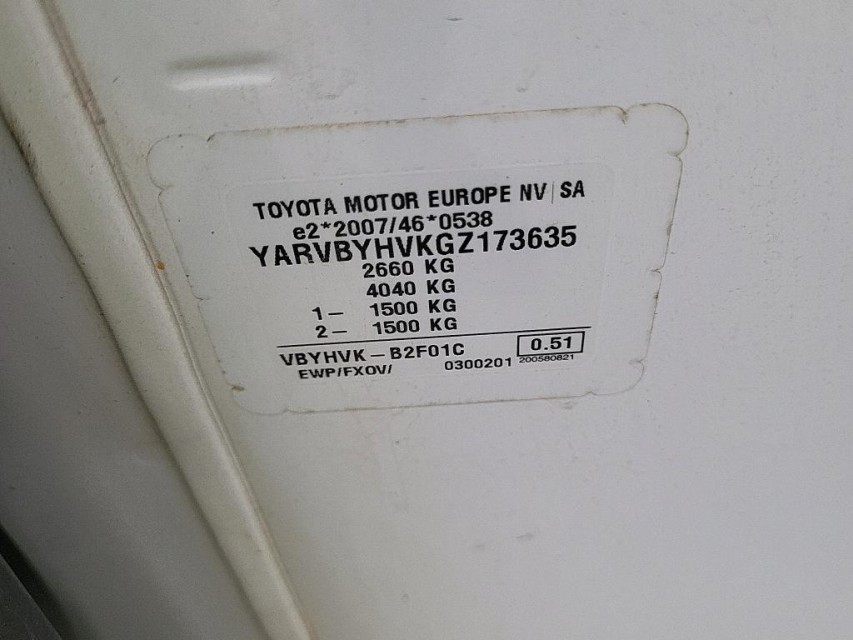 TOYOTA MOTOR EUROPE NV | SA
e2*2007/46*0538
YARVBYHVKGZ173635
2660 KG
4040 KG
1– 1500 KG
2– 1500 KG
VBYHVK – B2F01C 0.51
EWP/FXOV/ 0300201 200580821